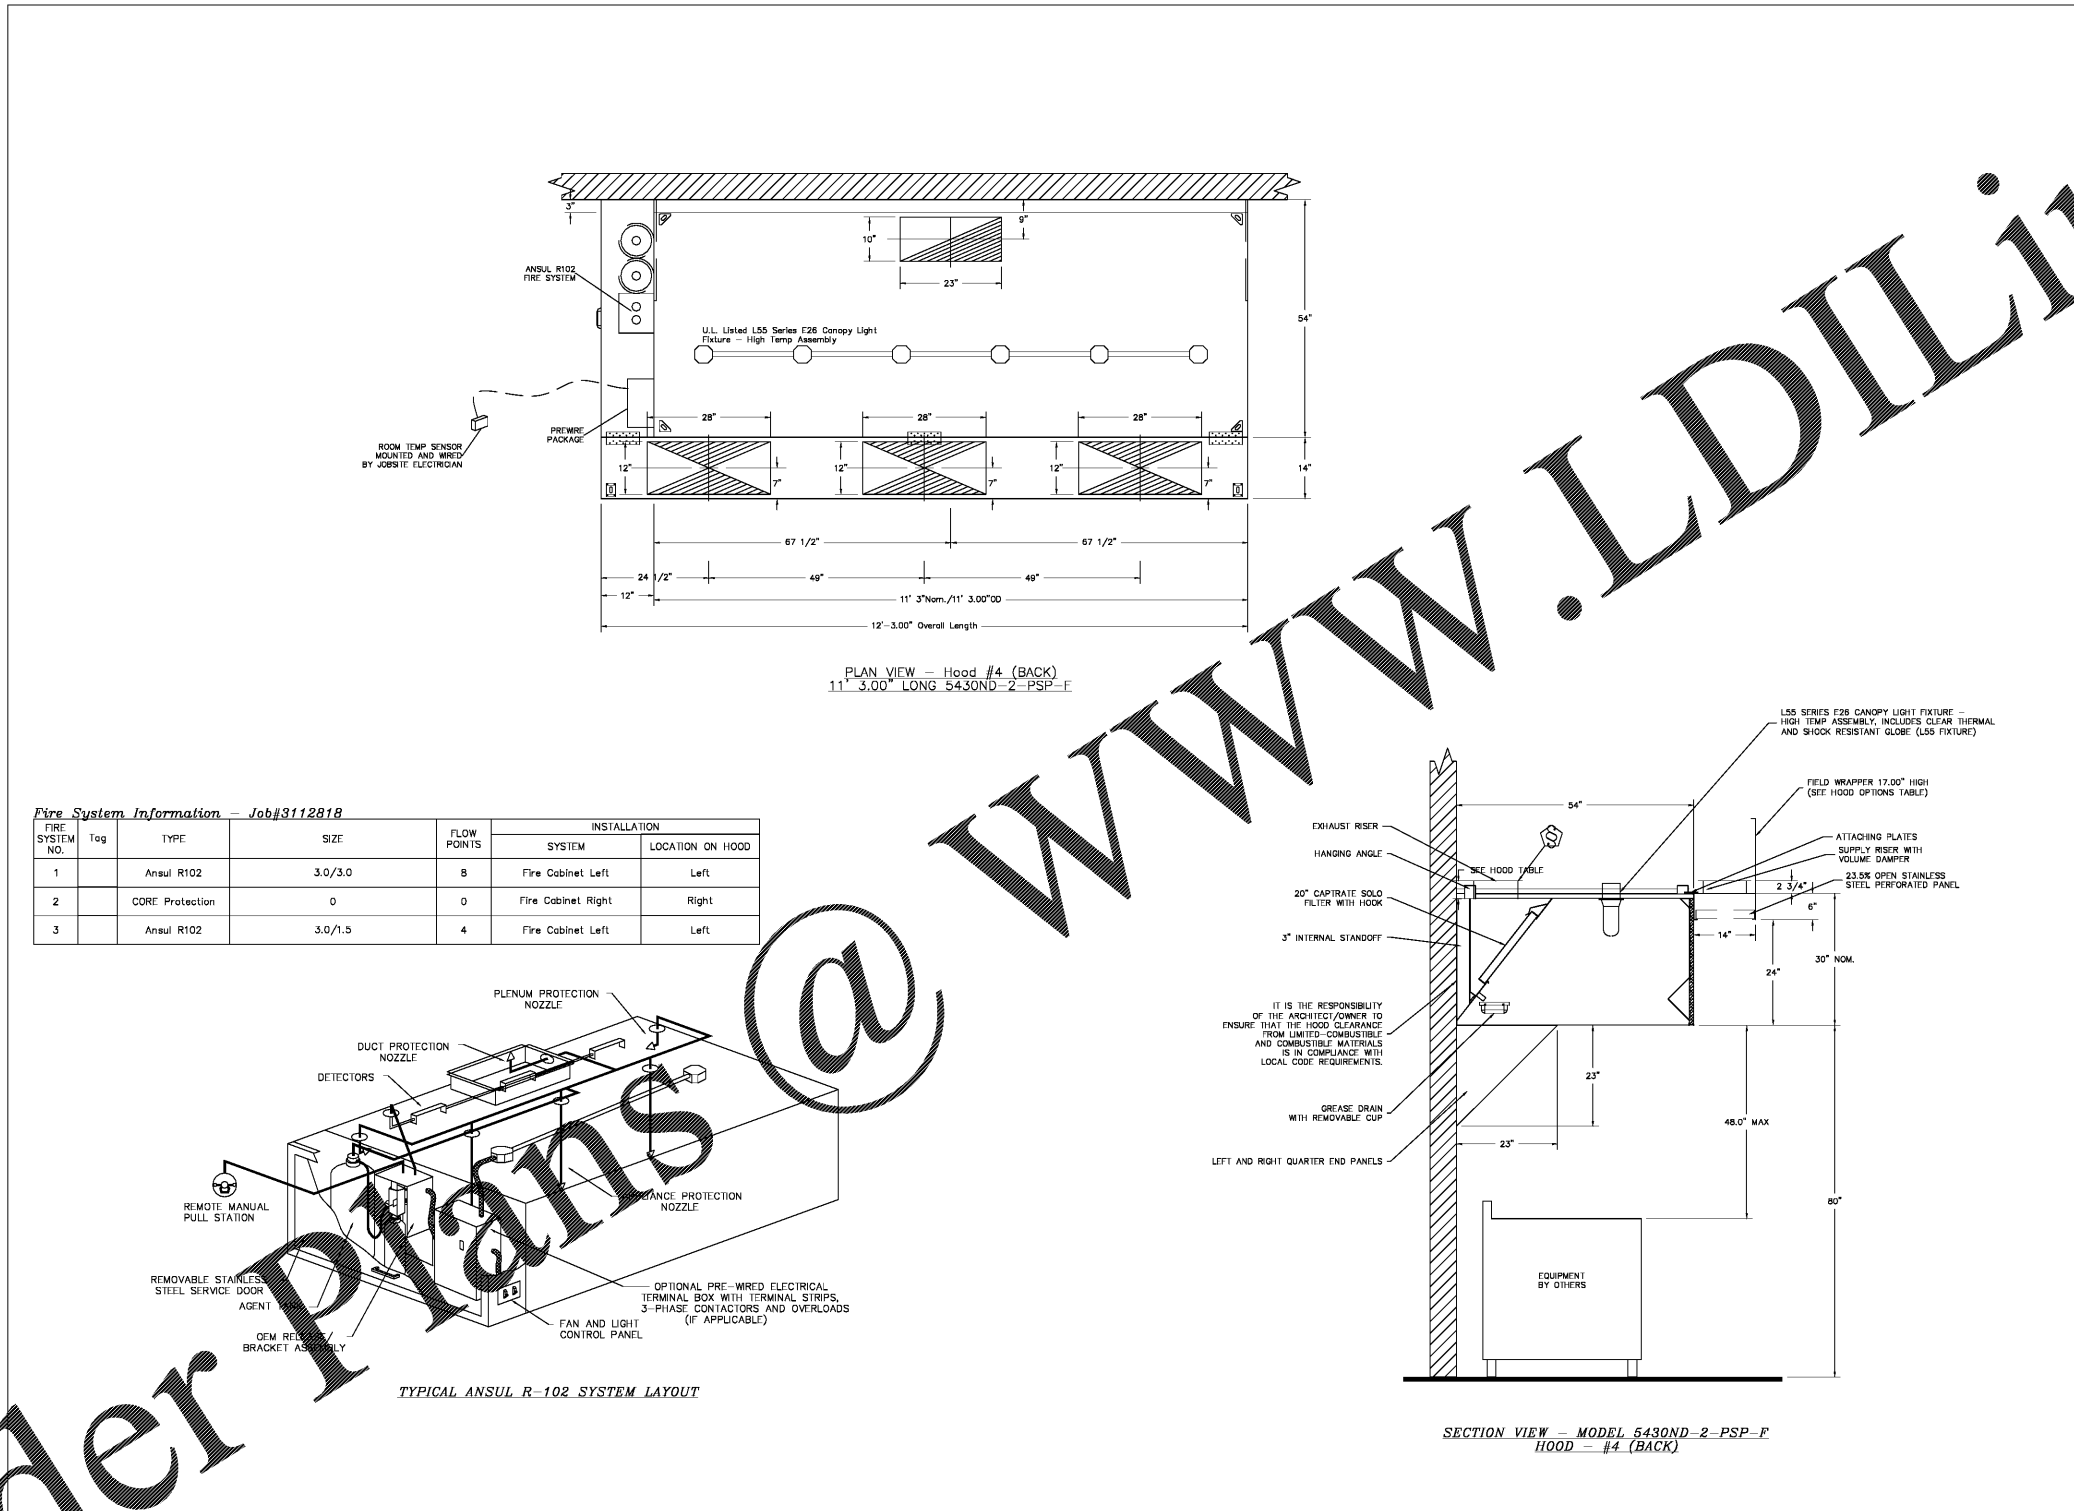 3"
9"
10"
23"
ANSUL R102
FIRE SYSTEM
54"
U.L. Listed L55 Series E26 Canopy Light
Fixture - High Temp Assembly
28"
28"
28"
PREWIRE
PACKAGE
ROOM TEMP SENSOR
MOUNTED AND WIRED
BY JOBSITE ELECTRICIAN
12"
7"
12"
7"
12"
7"
14"
67 1/2"
67 1/2"
24 1/2"
49"
49"
12"
11' 3"Nom./11' 3.00"OD
12'-3.00" Overall Length
PLAN VIEW - Hood #4 (BACK)
11' 3.00" LONG 5430ND-2-PSP-F
Fire System Information - Job#3112818
FIRE SYSTEM NO. Tag TYPE SIZE FLOW POINTS INSTALLATION
SYSTEM LOCATION ON HOOD
1 Ansul R102 3.0/3.0 8 Fire Cabinet Left Left
2 CORE Protection 0 0 Fire Cabinet Right Right
3 Ansul R102 3.0/1.5 4 Fire Cabinet Left Left
PLENUM PROTECTION
NOZZLE
DUCT PROTECTION
NOZZLE
DETECTORS
REMOTE MANUAL
PULL STATION
PROTECTION
NOZZLE
REMOVABLE STAINLESS
STEEL SERVICE DOOR
AGENT
OEM
BRACKET
OPTIONAL PRE-WIRED ELECTRICAL
TERMINAL BOX WITH TERMINAL STRIPS,
3-PHASE CONTACTORS AND OVERLOADS
(IF APPLICABLE)
FAN AND LIGHT
CONTROL PANEL
TYPICAL ANSUL R-102 SYSTEM LAYOUT
L55 SERIES E26 CANOPY LIGHT FIXTURE -
HIGH TEMP ASSEMBLY, INCLUDES CLEAR THERMAL
AND SHOCK RESISTANT GLOBE (L55 FIXTURE)
FIELD WRAPPER 17.00" HIGH
(SEE HOOD OPTIONS TABLE)
54"
EXHAUST RISER
HANGING ANGLE
SEE HOOD TABLE
ATTACHING PLATES
SUPPLY RISER WITH
VOLUME DAMPER
23.5% OPEN STAINLESS
STEEL PERFORATED PANEL
2 3/4"
6"
14"
20" CAPTRATE SOLO
FILTER WITH HOOK
3" INTERNAL STANDOFF
30" NOM.
24"
IT IS THE RESPONSIBILITY
OF THE ARCHITECT/OWNER TO
ENSURE THAT THE HOOD CLEARANCE
FROM LIMITED-COMBUSTIBLE
AND COMBUSTIBLE MATERIALS
IS IN COMPLIANCE WITH
LOCAL CODE REQUIREMENTS.
23"
GREASE DRAIN
WITH REMOVABLE CUP
48.0" MAX
23"
LEFT AND RIGHT QUARTER END PANELS
80"
EQUIPMENT
BY OTHERS
SECTION VIEW - MODEL 5430ND-2-PSP-F
HOOD - #4 (BACK)
Plans @ www.LDILi